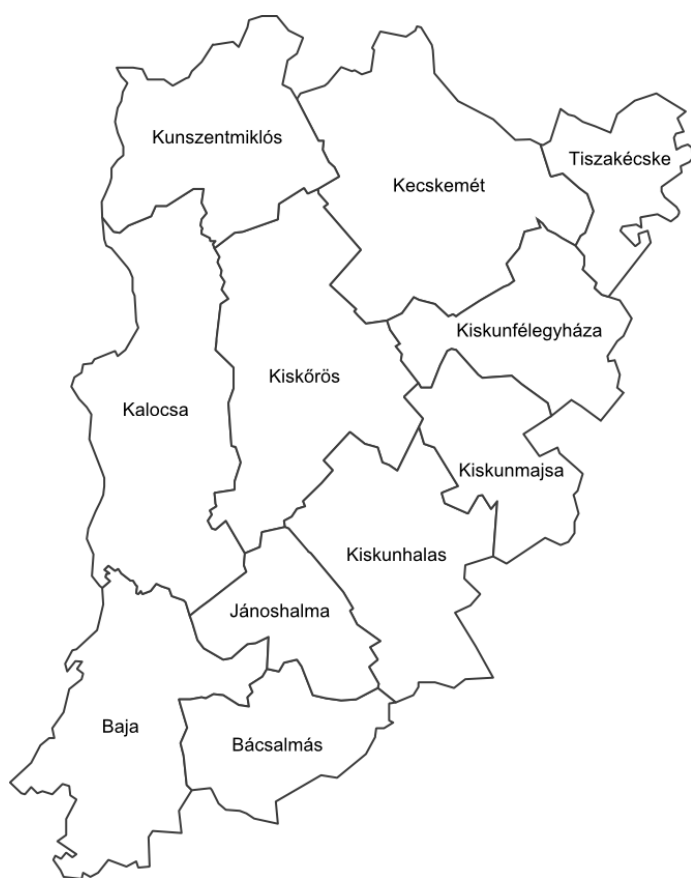 Kunszentmiklós
Tiszakécske
Kecskemét
Kiskunfélegyháza
Kiskőrös
Kalocsa
Kiskunmajsa
Kiskunhalas
Jánoshalma
Baja
Bácsalmás